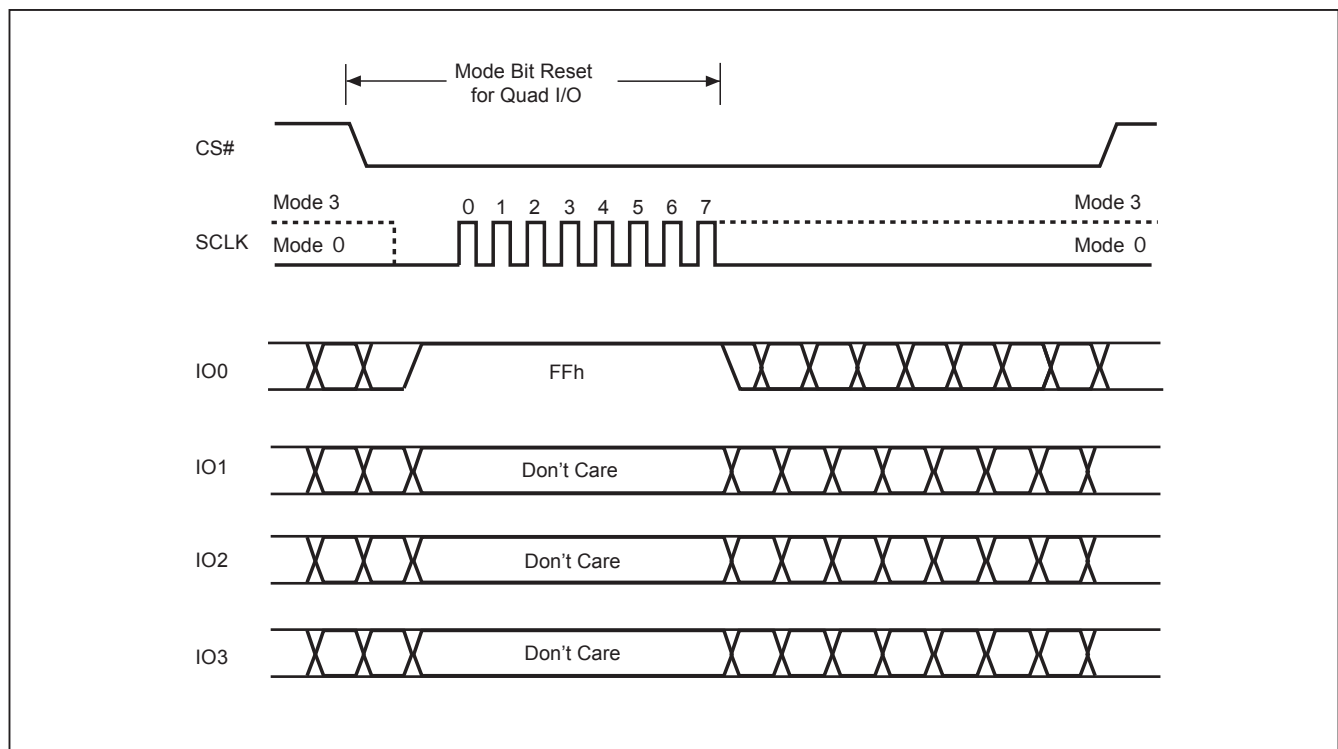 Mode Bit Reset
for Quad I/O
CS#
Mode 3
0 1 2 3 4 5 6 7
Mode 3
SCLK
Mode 0
Mode 0
IO0
FFh
IO1
Don't Care
IO2
Don't Care
IO3
Don't Care